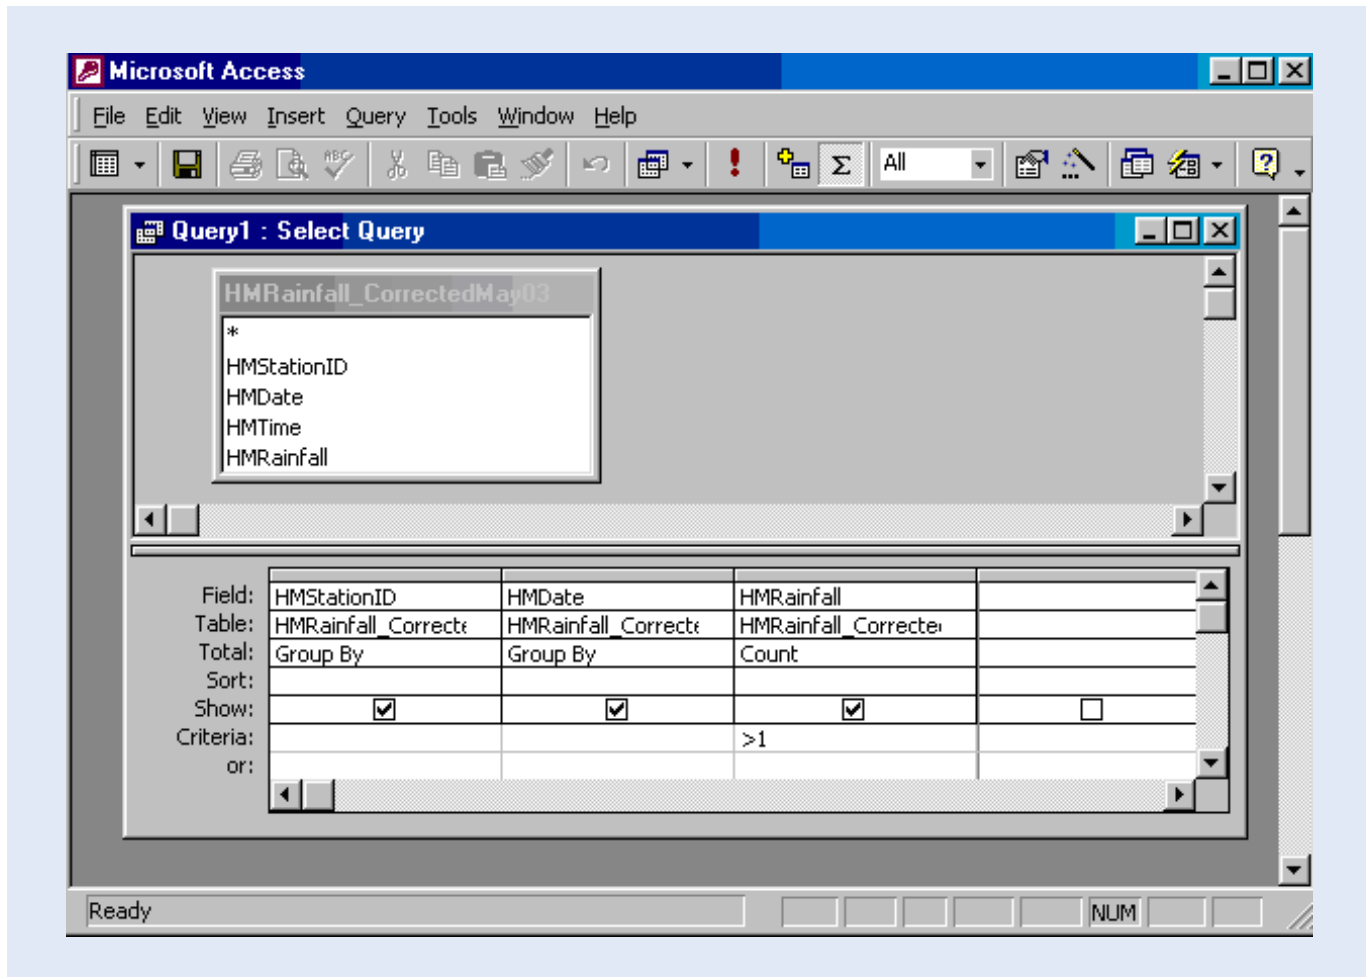 Microsoft Access
File Edit View Insert Query Tools Window Help
ABC Σ All
Query1 : Select Query
HMRainfall_CorrectedMay03
*
HMStationID
HMDate
HMTime
HMRainfall
Field: HMStationID HMDate HMRainfall
Table: HMRainfall_Correcte HMRainfall_Correcte HMRainfall_Correcte
Total: Group By Group By Count
Sort:
Show:
Criteria: >1
or:
Ready NUM